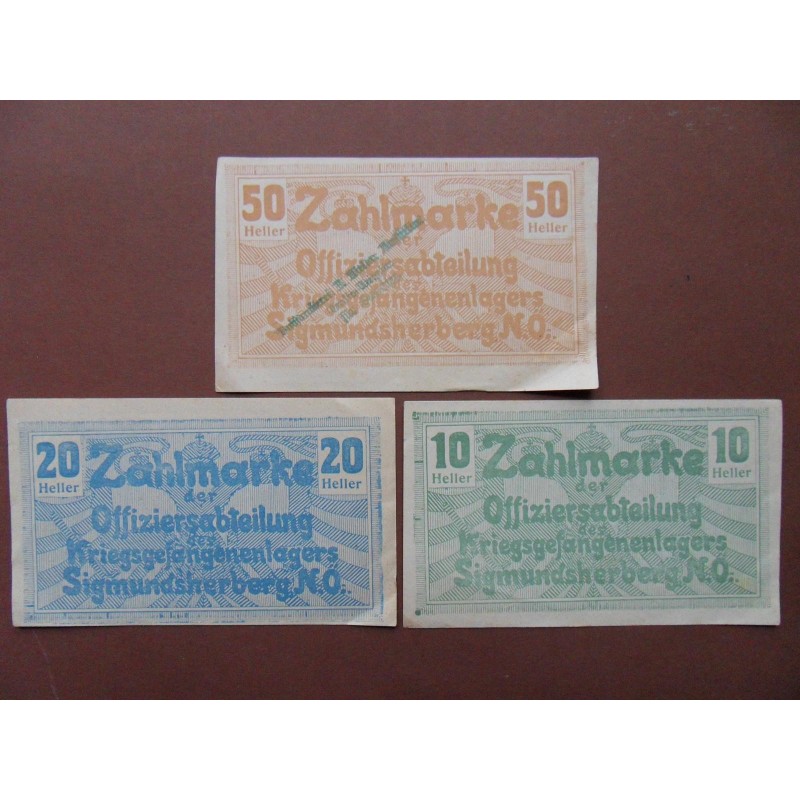 50 Zahlmarke 50
Heller der Heller
Offiziersabteilung
des
Kriegsgefangenenlagers
Sigmundsherberg, N.Ö.
20 Zahlmarke 20
Heller der Heller
Offiziersabteilung
des
Kriegsgefangenenlagers
Sigmundsherberg, N.Ö.
10 Zahlmarke 10
Heller der Heller
Offiziersabteilung
des
Kriegsgefangenenlagers
Sigmundsherberg, N.Ö.